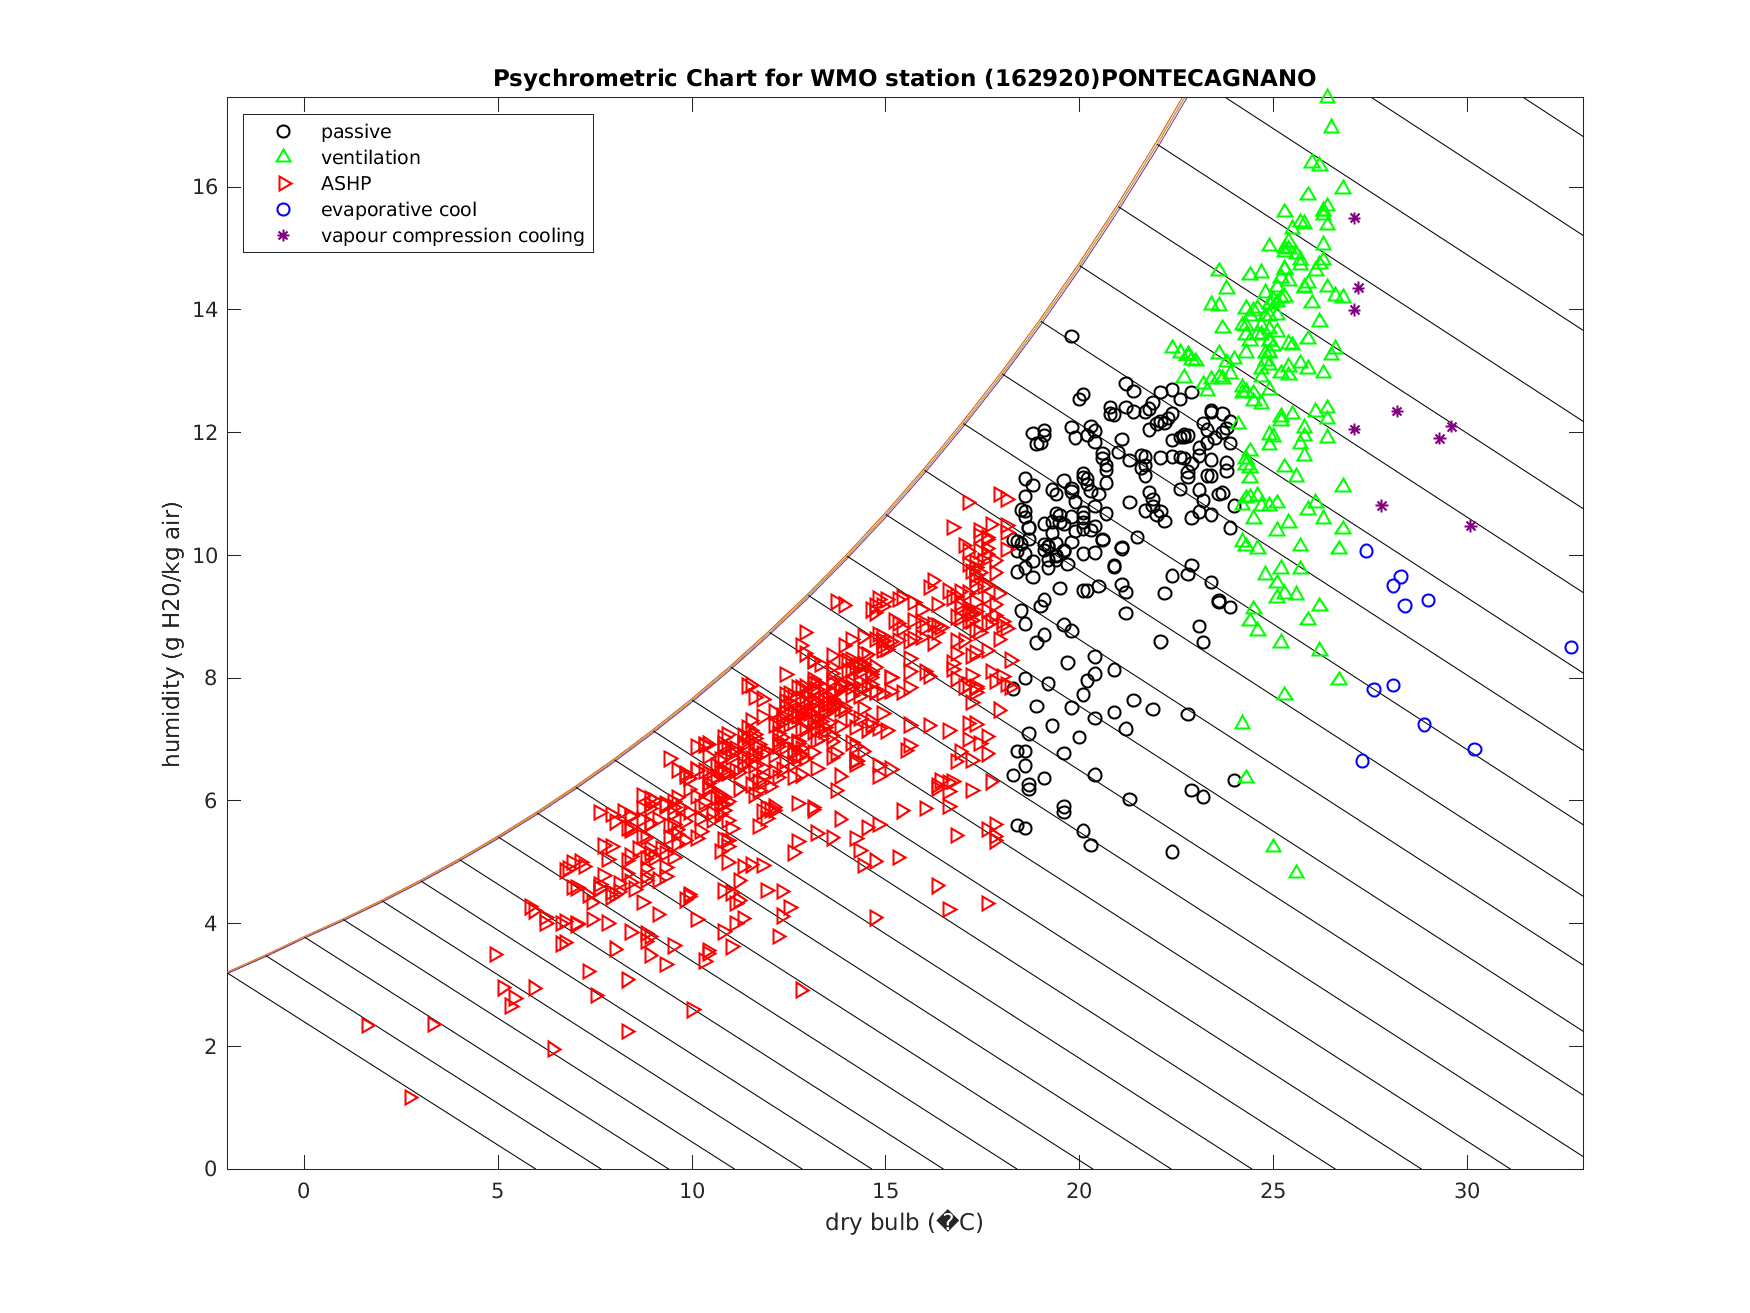 Psychrometric Chart for WMO station (162920)PONTECAGNANO
passive
ventilation
ASHP
evaporative cool
vapour compression cooling
humidity (g H20/kg air)
16
14
12
10
8
6
4
2
0
0 5 10 15 20 25 30
dry bulb (�C)